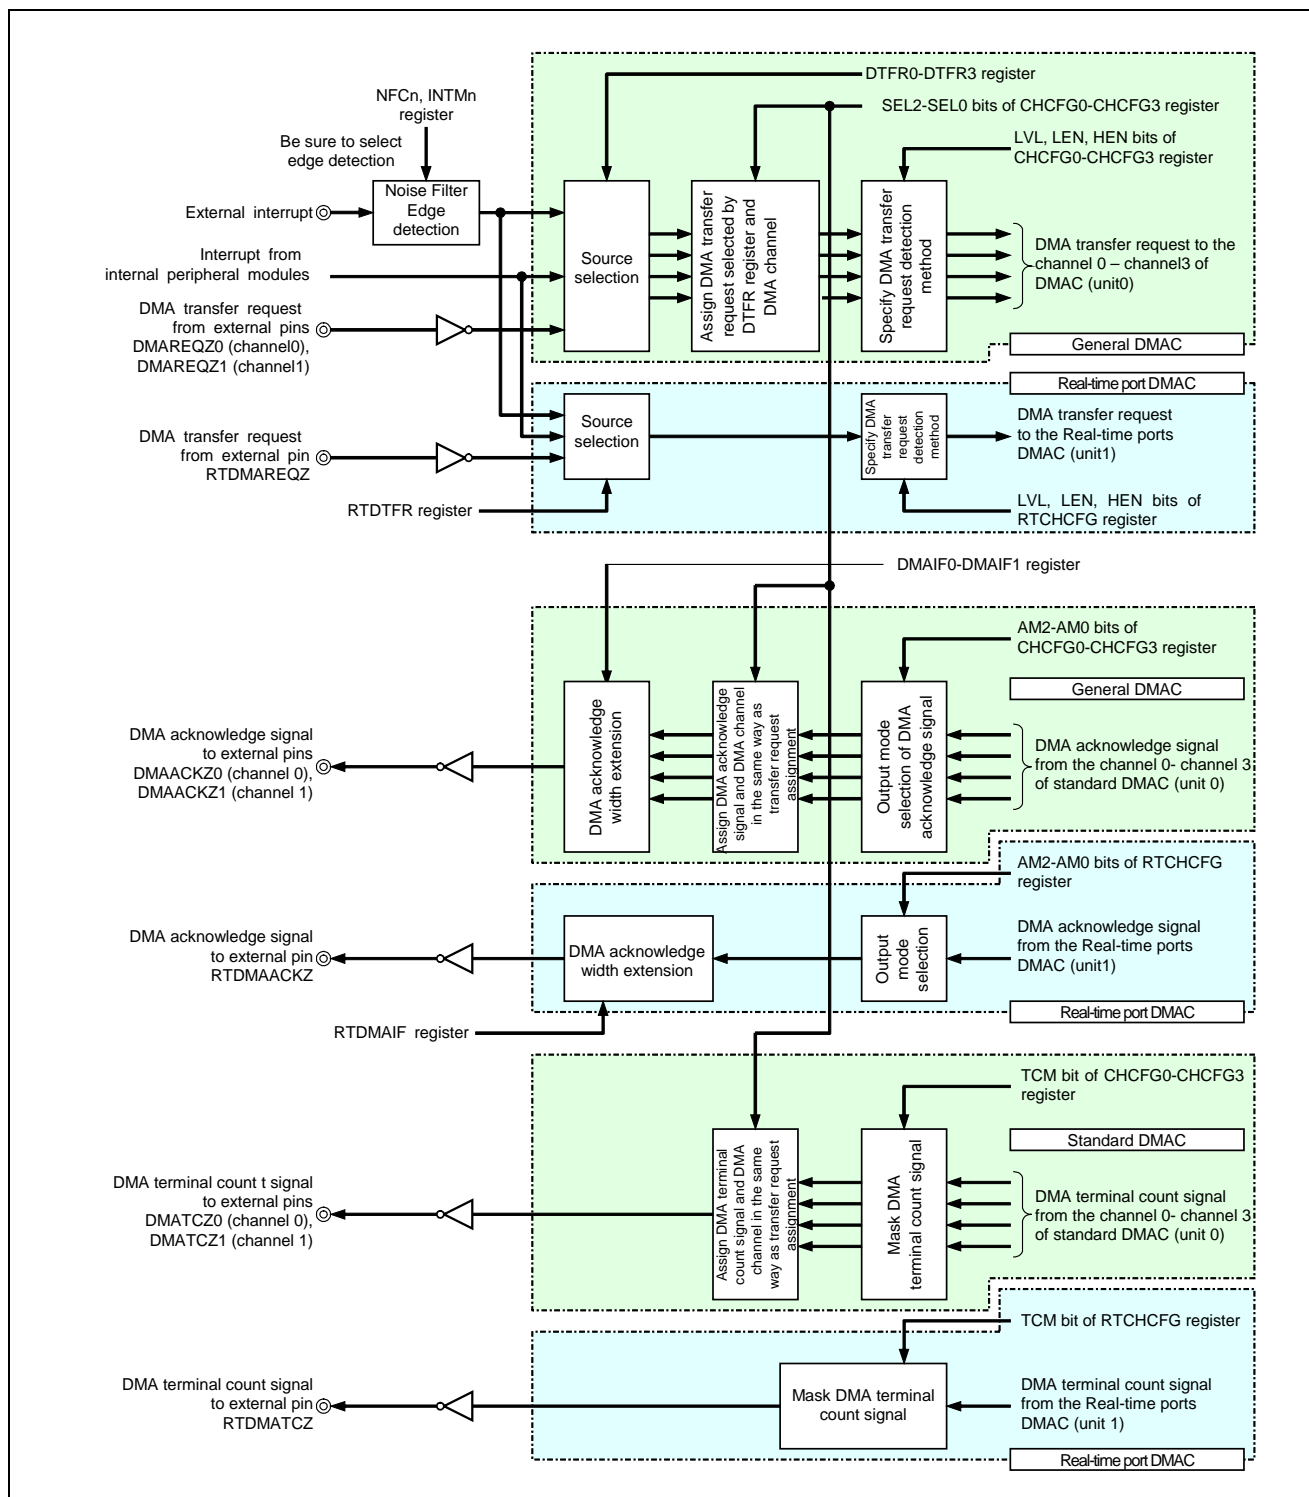 DTFR0-DTFR3 register
NFCn, INTMn
register
SEL2-SEL0 bits of CHCFG0-CHCFG3 register
Be sure to select
edge detection
LVL, LEN, HEN bits of
CHCFG0-CHCFG3 register
External interrupt
Noise Filter
Edge
detection
Interrupt from
internal peripheral modules
DMA transfer request
from external pins
DMAREQZ0 (channel0),
DMAREQZ1 (channel1)
Source
selection
Assign DMA transfer
request selected by
DTFR register and
DMA channel
Specify DMA transfer
request detection
method
DMA transfer request to the
channel 0 – channel3 of
DMAC (unit0)
General DMAC
Real-time port DMAC
DMA transfer request
from external pin
RTDMAREQZ
Source
selection
Specify DMA
transfer
request
detection
method
DMA transfer request
to the Real-time ports
DMAC (unit1)
RTDTFR register
LVL, LEN, HEN bits of
RTCHCFG register
DMAIF0-DMAIF1 register
AM2-AM0 bits of
CHCFG0-CHCFG3 register
General DMAC
DMA acknowledge signal
to external pins
DMAACKZ0 (channel 0),
DMAACKZ1 (channel 1)
DMA acknowledge
width extension
Assign DMA acknowledge
signal and DMA channel
in the same way as
transfer request
assignment
Output mode
selection of DMA
acknowledge signal
DMA acknowledge signal
from the channel 0- channel 3
of standard DMAC (unit 0)
AM2-AM0 bits of RTCHCFG
register
DMA acknowledge signal
to external pin
RTDMAACKZ
DMA acknowledge
width extension
Output
mode
selection
DMA acknowledge signal
from the Real-time ports
DMAC (unit1)
Real-time port DMAC
RTDMAIF register
TCM bit of CHCFG0-CHCFG3
register
Standard DMAC
DMA terminal count t signal
to external pins
DMATCZ0 (channel 0),
DMATCZ1 (channel 1)
Assign DMA terminal
count signal and DMA
channel in the same
way as transfer request
assignment
Mask DMA
terminal count signal
DMA terminal count signal
from the channel 0- channel 3
of standard DMAC (unit 0)
TCM bit of RTCHCFG register
DMA terminal count signal
to external pin
RTDMATCZ
Mask DMA terminal
count signal
DMA terminal count signal
from the Real-time ports
DMAC (unit 1)
Real-time port DMAC